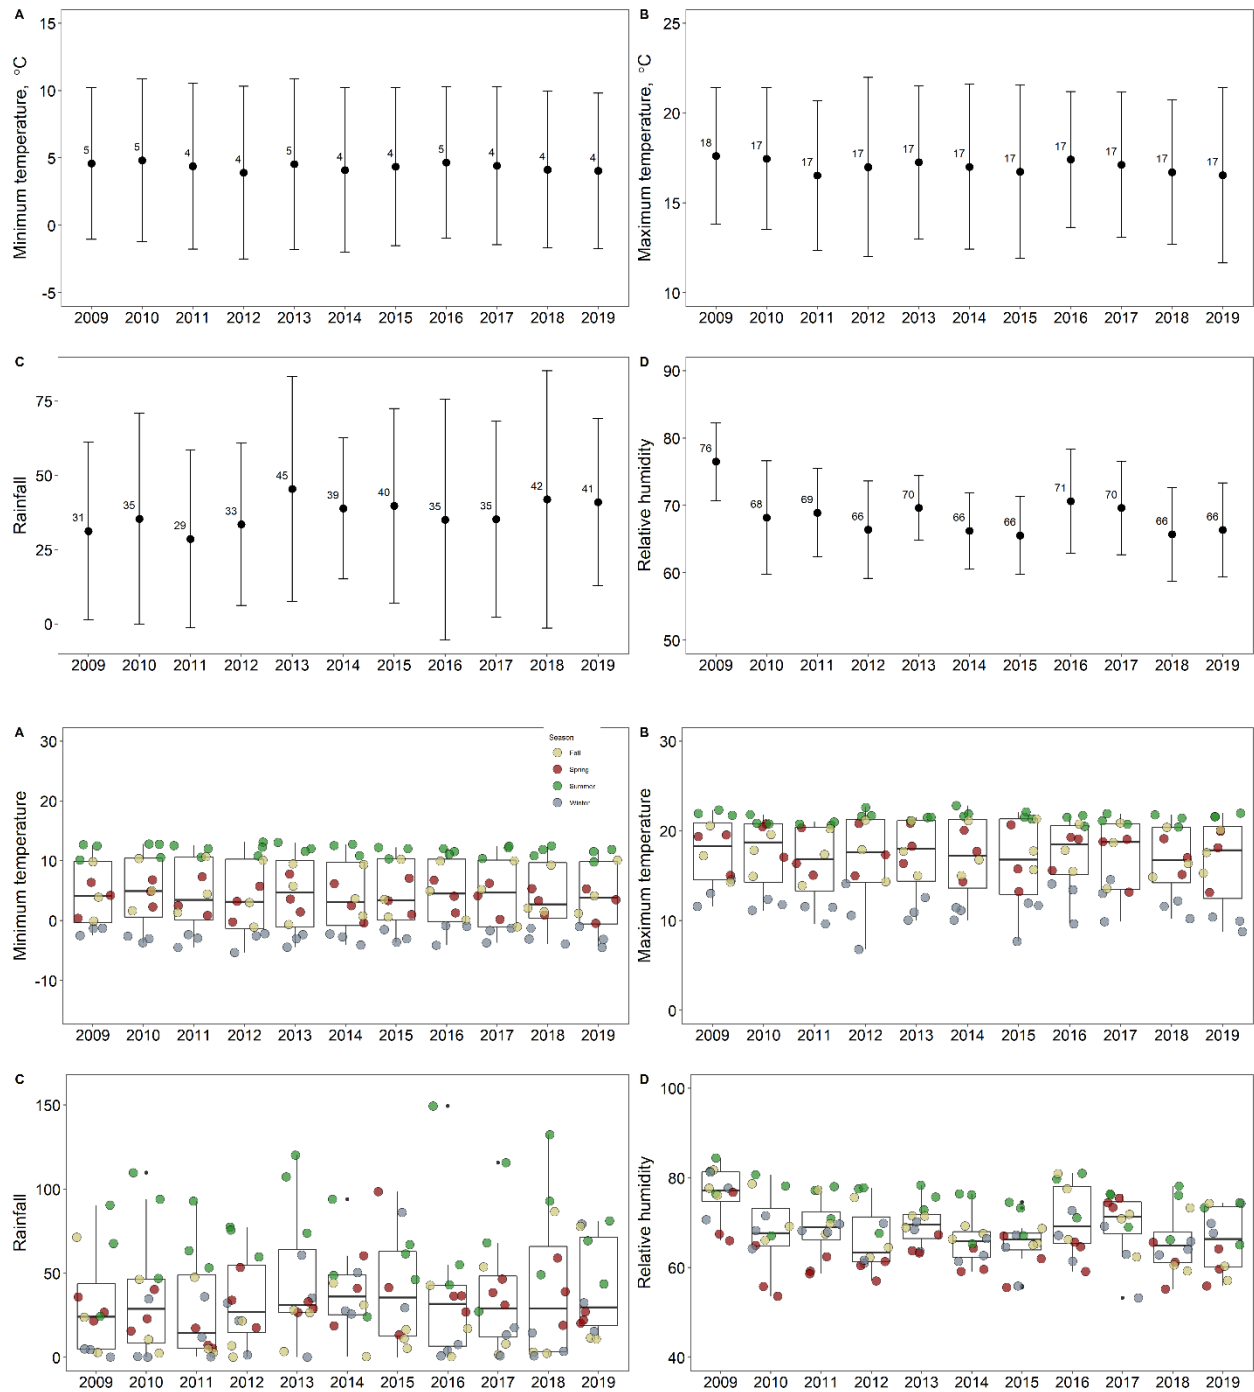 A
Minimum temperature, °C
15
10
5
0
-5
5 5 4 4 5 4 4 5 4 4 4
2009 2010 2011 2012 2013 2014 2015 2016 2017 2018 2019
B
Maximum temperature, °C
25
20
15
10
18 17 17 17 17 17 17 17 17 17 17
2009 2010 2011 2012 2013 2014 2015 2016 2017 2018 2019
C
Rainfall
75
50
25
0
31 35 29 33 45 39 40 35 35 42 41
2009 2010 2011 2012 2013 2014 2015 2016 2017 2018 2019
D
Relative humidity
90
80
70
60
50
76 68 69 66 70 66 66 71 70 66 66
2009 2010 2011 2012 2013 2014 2015 2016 2017 2018 2019
A
Minimum temperature
30
20
10
0
-10
Season
Fall
Spring
Summer
Winter
2009 2010 2011 2012 2013 2014 2015 2016 2017 2018 2019
B
Maximum temperature
30
20
10
0
2009 2010 2011 2012 2013 2014 2015 2016 2017 2018 2019
C
Rainfall
150
100
50
0
2009 2010 2011 2012 2013 2014 2015 2016 2017 2018 2019
D
Relative humidity
100
80
60
40
2009 2010 2011 2012 2013 2014 2015 2016 2017 2018 2019